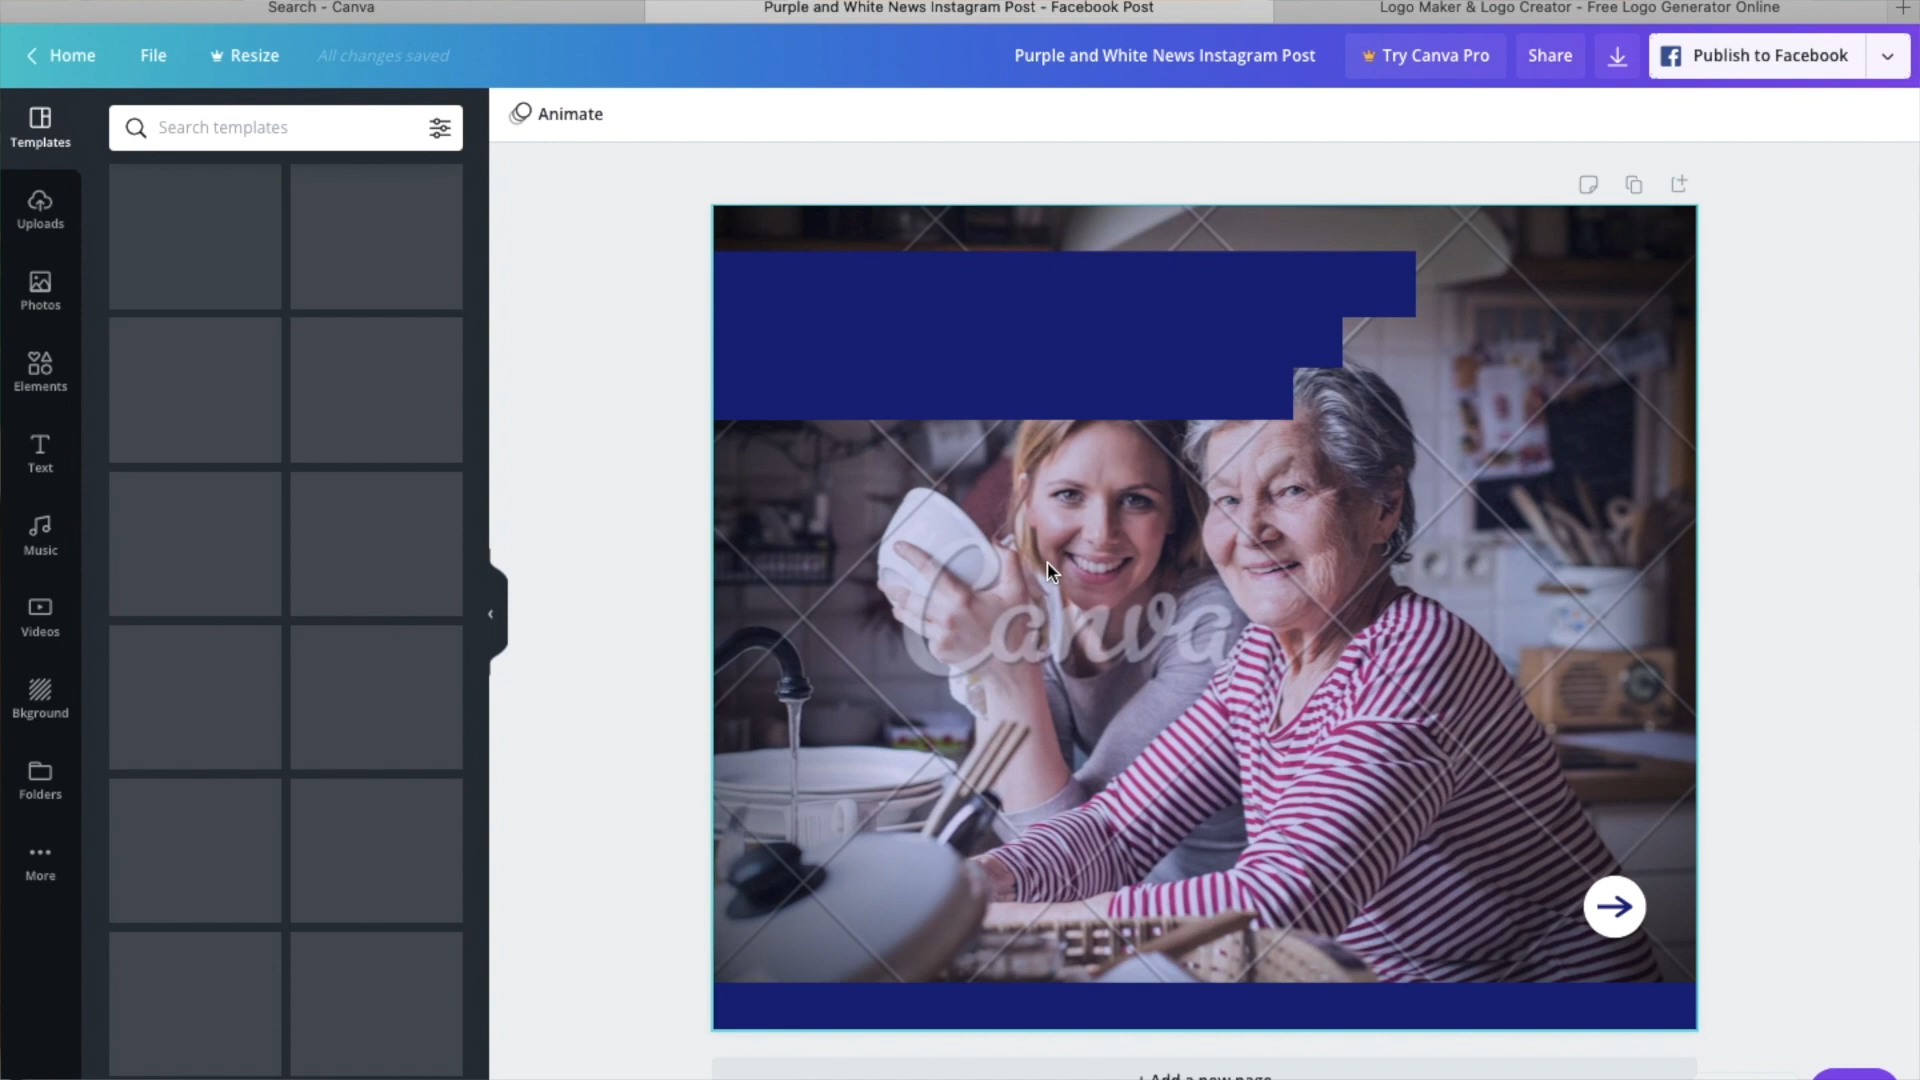 Search - Canva
Purple and White News Instagram Post - Facebook Post
Logo Maker & Logo Creator - Free Logo Generator Online
Home
File
Resize
All changes saved
Purple and White News Instagram Post
Try Canva Pro
Share
Publish to Facebook
Templates
Search templates
Animate
Uploads
Photos
Elements
Text
Music
Videos
Bkground
Folders
More
Canva
+ Add a new page